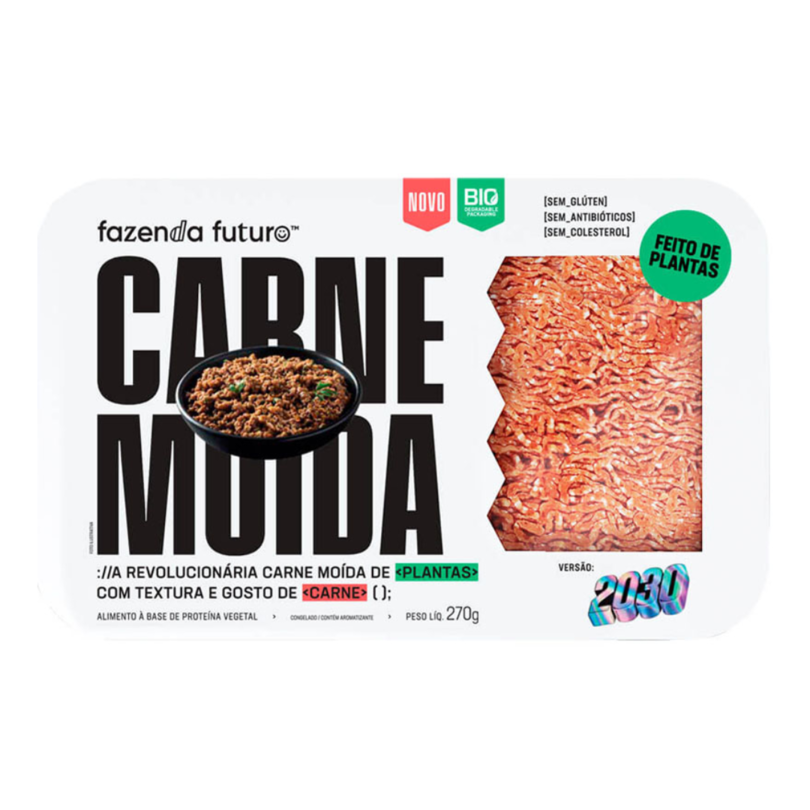 NOVO
BIO
DEGRADABLE
PACKAGING
[SEM_GLÚTEN]
[SEM_ANTIBIÓTICOS]
[SEM_COLESTEROL]
fazenda futuro™
FEITO DE
PLANTAS
CARNE
MOÍDA
://A REVOLUCIONÁRIA CARNE MOÍDA DE <PLANTAS>
COM TEXTURA E GOSTO DE <CARNE> ( );
ALIMENTO À BASE DE PROTEÍNA VEGETAL > CONGELADO / CONTÉM AROMATIZANTE > PESO LÍQ. 270g
VERSÃO:
2030